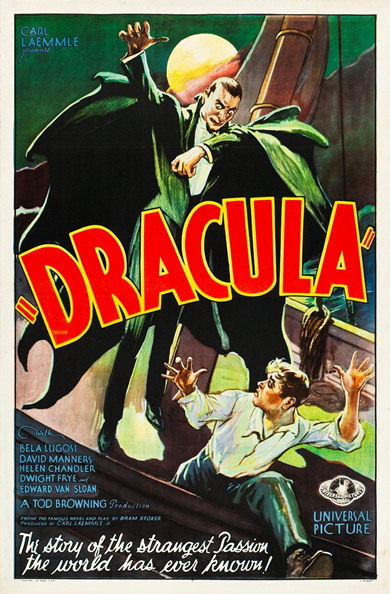 CARL
LAEMMLE
presents
"DRACULA"
with
BELA LUGOSI
DAVID MANNERS
HELEN CHANDLER
DWIGHT FRYE and
EDWARD VAN SLOAN
A TOD BROWNING Production
FROM THE FAMOUS NOVEL AND PLAY BY BRAM STOKER
PRODUCED BY CARL LAEMMLE Jr.
UNIVERSAL
PICTURE
The story of the strangest Passion
the world has ever known!